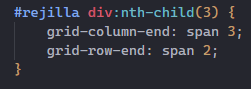 #rejilla div:nth-child(3) {
    grid-column-end: span 3;
    grid-row-end: span 2;
}